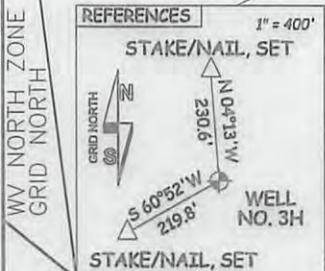 REFERENCES
1" = 400'
STAKE/NAIL, SET
WV NORTH ZONE
GRID NORTH
GRID NORTH
N
S
N 04°13'W
230.6'
S 60°52'W
219.8'
WELL
NO. 3H
STAKE/NAIL, SET